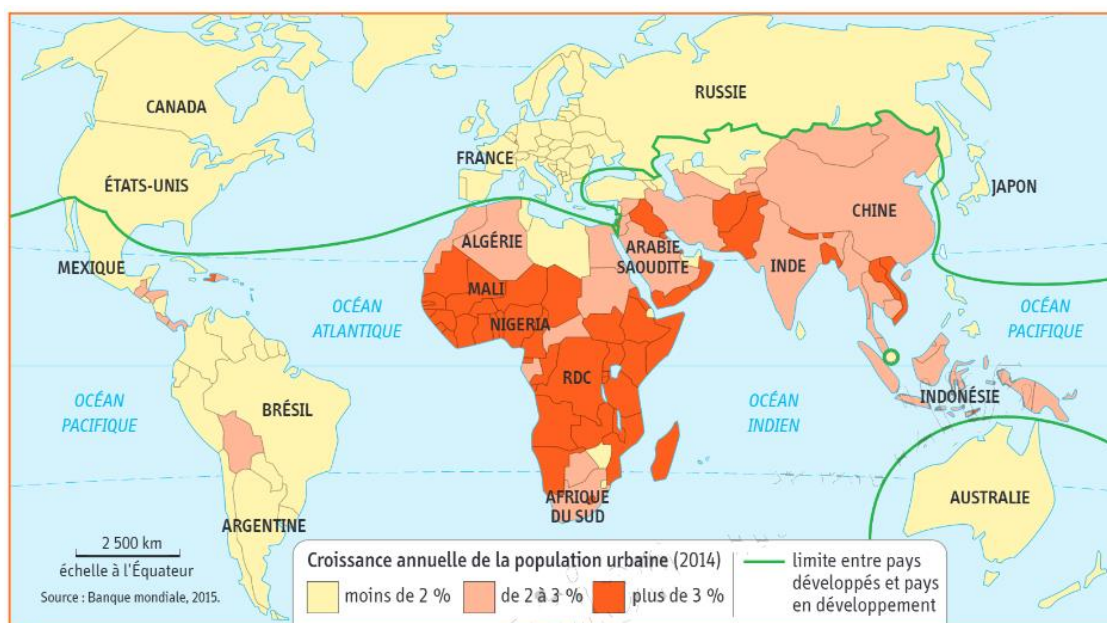 CANADA
RUSSIE
FRANCE
ÉTATS-UNIS
JAPON
CHINE
ALGÉRIE
ARABIE
SAOUDITE
MEXIQUE
INDE
MALI
OCÉAN
ATLANTIQUE
NIGERIA
OCÉAN
PACIFIQUE
RDC
INDONÉSIE
OCÉAN
PACIFIQUE
BRÉSIL
OCÉAN
INDIEN
AFRIQUE
DU SUD
AUSTRALIE
ARGENTINE
2 500 km
échelle à l'Équateur
Source : Banque mondiale, 2015.
Croissance annuelle de la population urbaine (2014)
moins de 2 %
de 2 à 3 %
plus de 3 %
limite entre pays
développés et pays
en développement